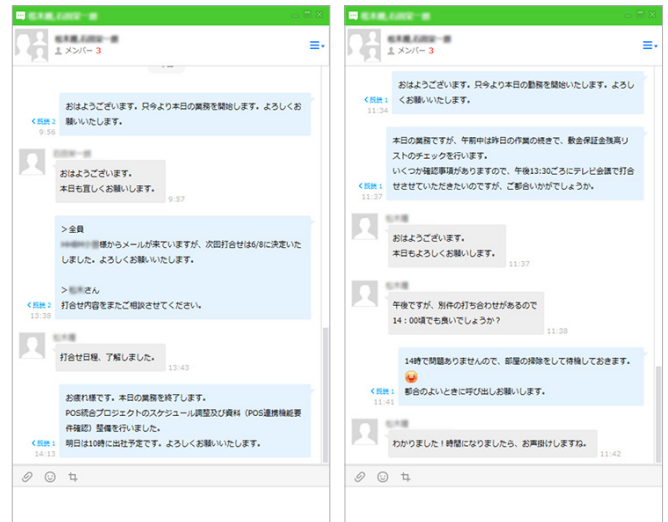 メンバー 3
おはようございます。只今より本日の業務を開始します。よろしくお
願いいたします。
既読 2
9:56
おはようございます。
本日も宜しくお願いします。
9:57
＞全員
様からメールが来ていますが、次回打合せは6/8に決定いた
しました。よろしくお願いいたします。
＞
さん
打合せ内容をまたご相談させてください。
既読 2
13:38
打合せ日程、了解しました。
13:43
お疲れ様です。本日の業務を終了します。
POS統合プロジェクトのスケジュール調整及び資料（POS連携機能要
件確認）整備を行いました。
明日は10時に出社予定です。よろしくお願いいたします。
既読 1
14:13
メンバー 3
おはようございます。只今より本日の勤務を開始いたします。よろし
くお願いいたします。
既読 1
11:34
本日の業務ですが、午前中は昨日の作業の続きで、敷金保証金残高リ
ストのチェックを行います。
いくつか確認事項がありますので、午後13:30ごろにテレビ会議で打合
せさせていただきたいのですが、ご都合いかがでしょうか。
既読 1
11:37
おはようございます。
本日もよろしくお願いします。
11:37
午後ですが、別件の打ち合わせがあるので
14：00頃でも良いでしょうか？
11:38
14時で問題ありませんので、部屋の掃除をして待機しておきます。
都合のよいときに呼び出しお願いします。
既読 1
11:41
わかりました！時間になりましたら、お声掛けしますね。
11:42